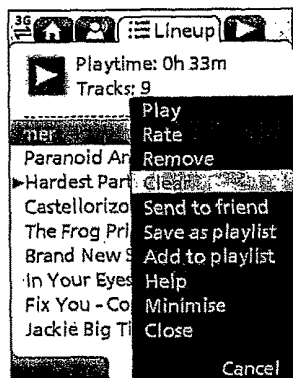 3G Lineup
Playtime: 0h 33m
Tracks: 9
mer
Paranoid An
Hardest Part
Castellorizo
The Frog Pri
Brand New S
In Your Eyes
Fix You - Co
Jackie Big Ti
Play
Rate
Remove
Clear
Send to friend
Save as playlist
Add to playlist
Help
Minimise
Close
Cancel